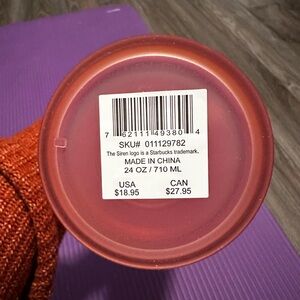 7 62111 49380 4
SKU# 011129782
The Siren logo is a Starbucks trademark.
MADE IN CHINA
24 OZ / 710 ML
USA CAN
$18.95 $27.95